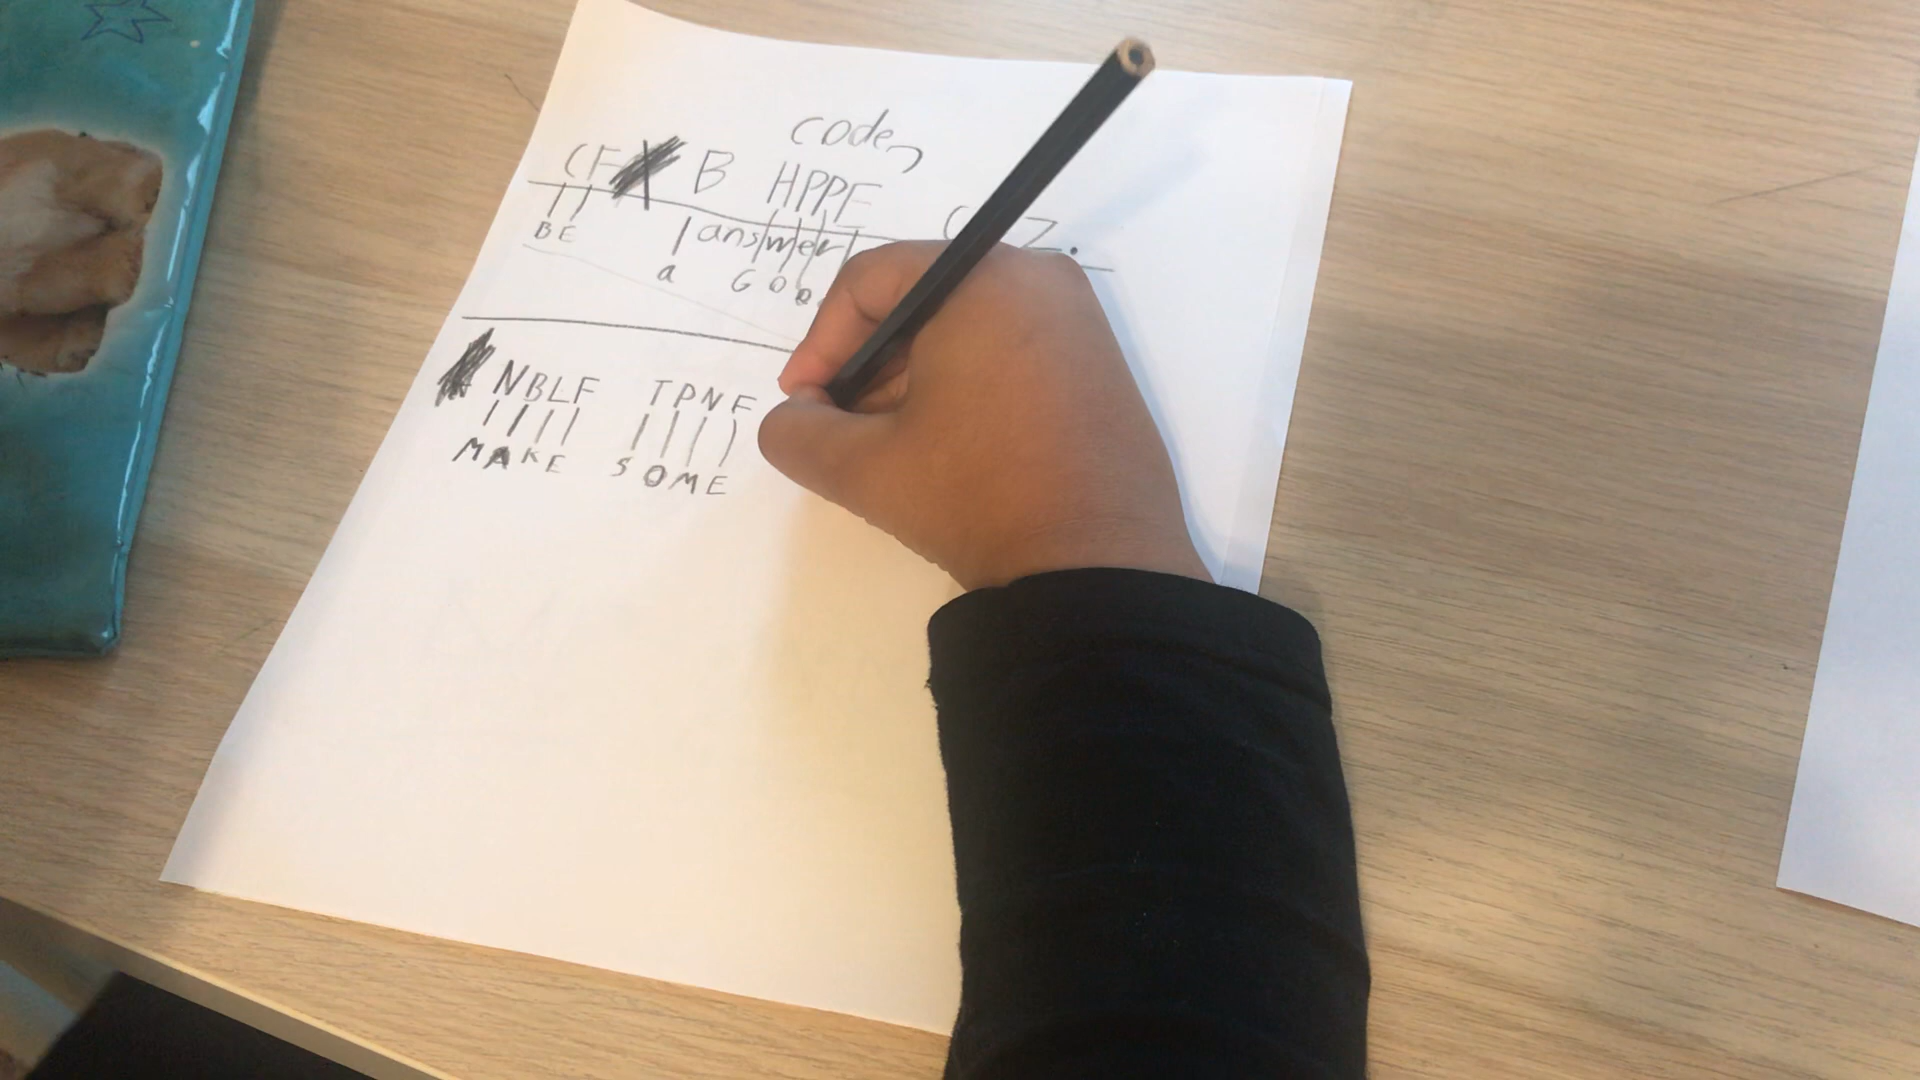 code
CF B HPPE
answer
BE a GOO
NBLF TPNF
MAKE SOME